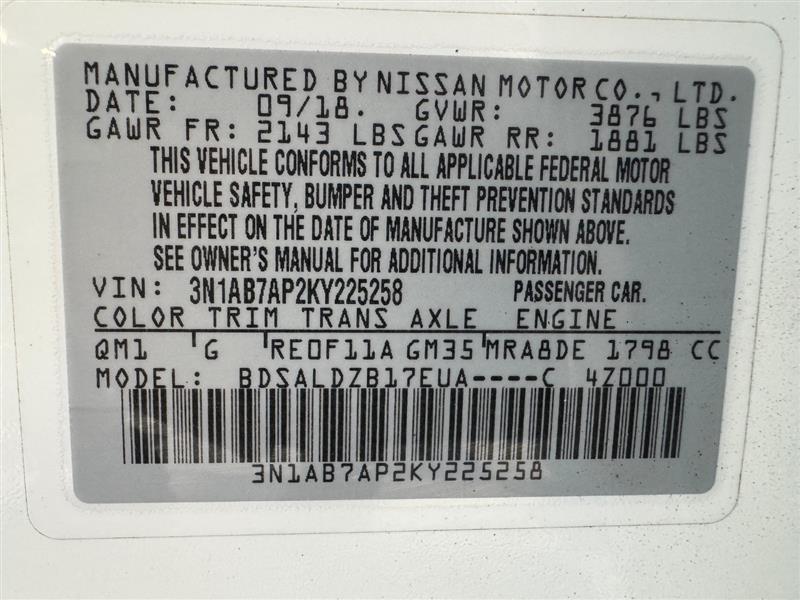 MANUFACTURED BY NISSAN MOTOR CO., LTD.
DATE: 09/18. GVWR: 3876 LBS
GAWR FR: 2143 LBS GAWR RR: 1881 LBS
THIS VEHICLE CONFORMS TO ALL APPLICABLE FEDERAL MOTOR
VEHICLE SAFETY, BUMPER AND THEFT PREVENTION STANDARDS
IN EFFECT ON THE DATE OF MANUFACTURE SHOWN ABOVE.
SEE OWNER'S MANUAL FOR ADDITIONAL INFORMATION.
VIN: 3N1AB7AP2KY225258 PASSENGER CAR.
COLOR TRIM TRANS AXLE ENGINE
QM1 G RE0F11A GM35 MRA8DE 1798 CC
MODEL: BDSALDZB17EUA----C 4Z000
3N1AB7AP2KY225258